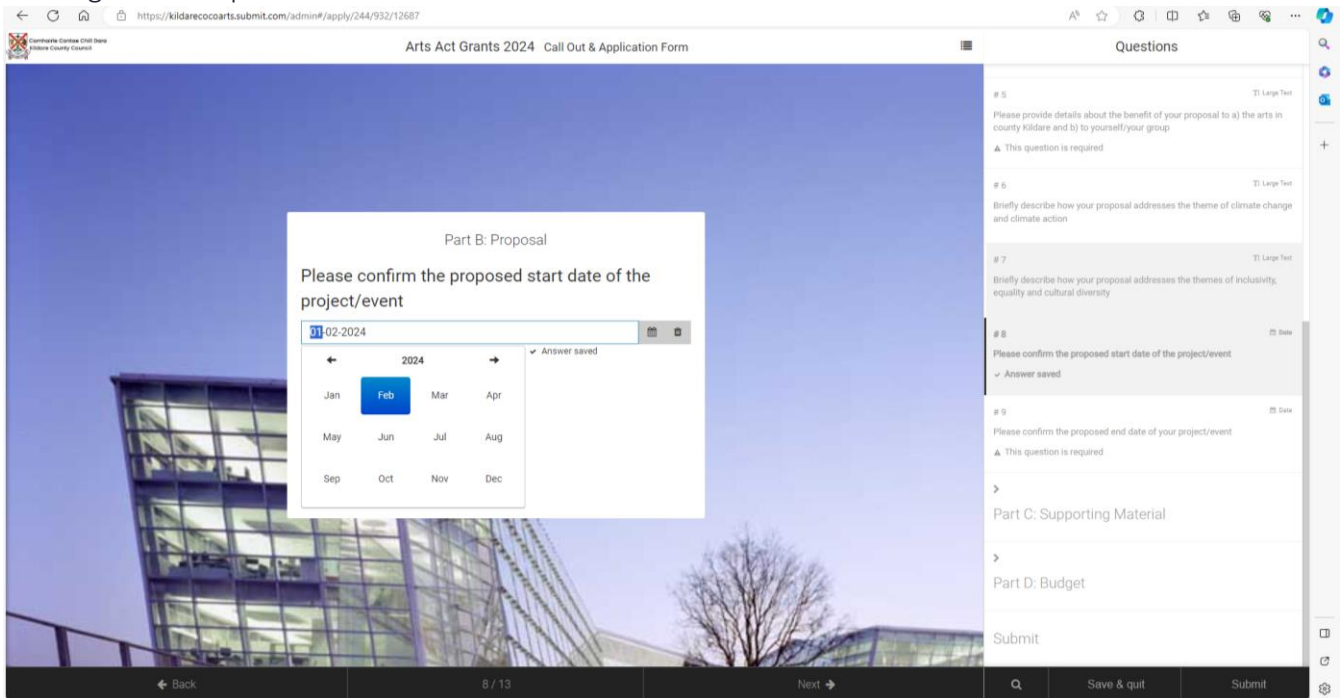 https://kildarecocoarts.submit.com/admin#/apply/244/932/12687
Comhairle Contae Chill Dara
Kildare County Council
Arts Act Grants 2024 Call Out & Application Form
Questions
# 5 Large Text
Please provide details about the benefit of your proposal to a) the arts in
county Kildare and b) to yourself/your group
This question is required
# 6 Large Text
Briefly describe how your proposal addresses the theme of climate change
and climate action
# 7 Large Text
Briefly describe how your proposal addresses the themes of inclusivity,
equality and cultural diversity
# 8 Date
Please confirm the proposed start date of the project/event
Answer saved
# 9 Date
Please confirm the proposed end date of your project/event
This question is required
Part C: Supporting Material
Part D: Budget
Submit
Part B: Proposal
Please confirm the proposed start date of the
project/event
01-02-2024
2024
Answer saved
Jan Feb Mar Apr
May Jun Jul Aug
Sep Oct Nov Dec
Back 8 / 13 Next Save & quit Submit